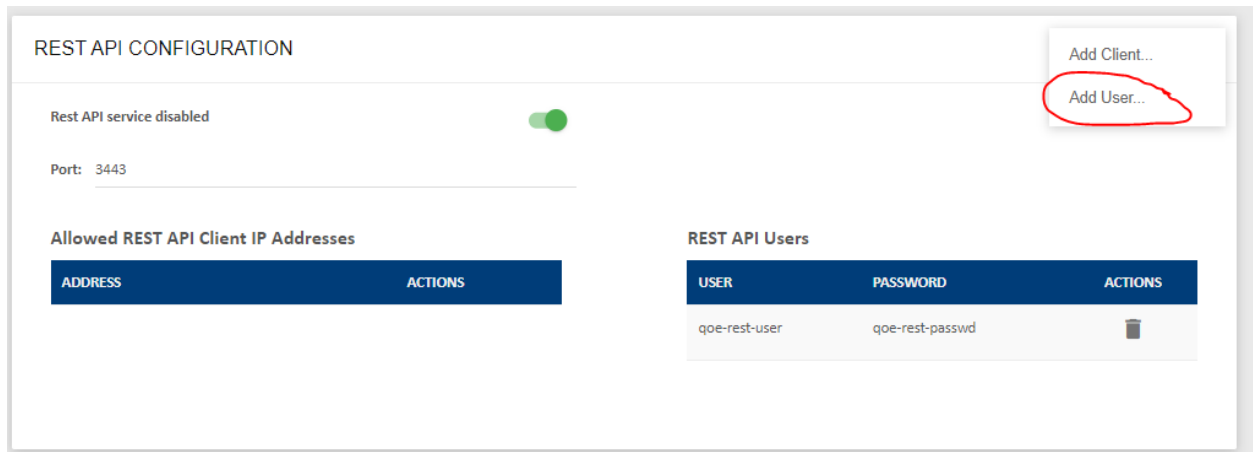 REST API CONFIGURATION
Add Client...
Add User...
Rest API service disabled
Port: 3443
Allowed REST API Client IP Addresses
ADDRESS ACTIONS
REST API Users
USER PASSWORD ACTIONS
qoe-rest-user qoe-rest-passwd